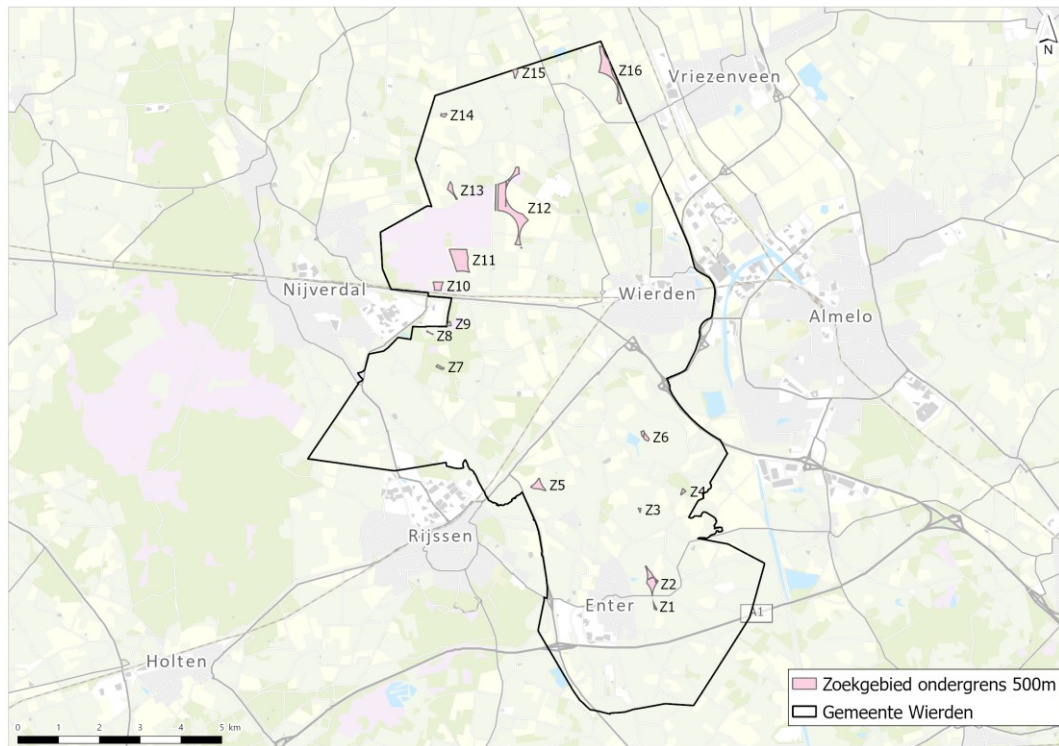 N
Z15
Z16
Vriezenveen
Z14
Z13
Z12
Z11
Nijverdal
Z10
Wierden
Almelo
Z9
Z8
Z7
Z6
Z5
Z4
Z3
Rijssen
Z2
Enter
Z1
A1
Holten
Zoekgebied ondergrens 500m
Gemeente Wierden
0 1 2 3 4 5 km